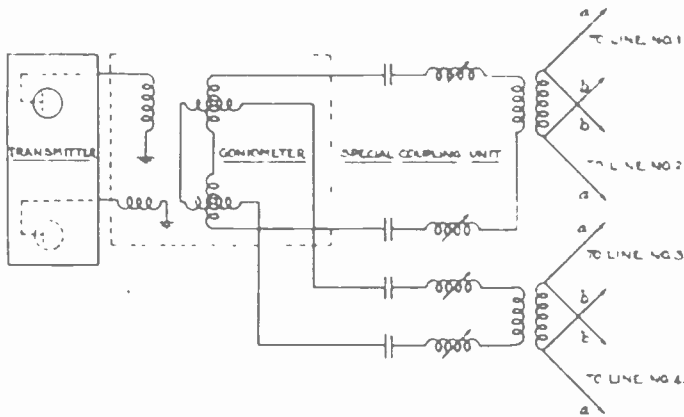 a
TO LINE NO.1
b
b
TRANSMITTER
GONIOMETER
SPECIAL COUPLING UNIT
TO LINE NO.2
a
a
TO LINE NO.3
b
TO LINE NO.4.
a